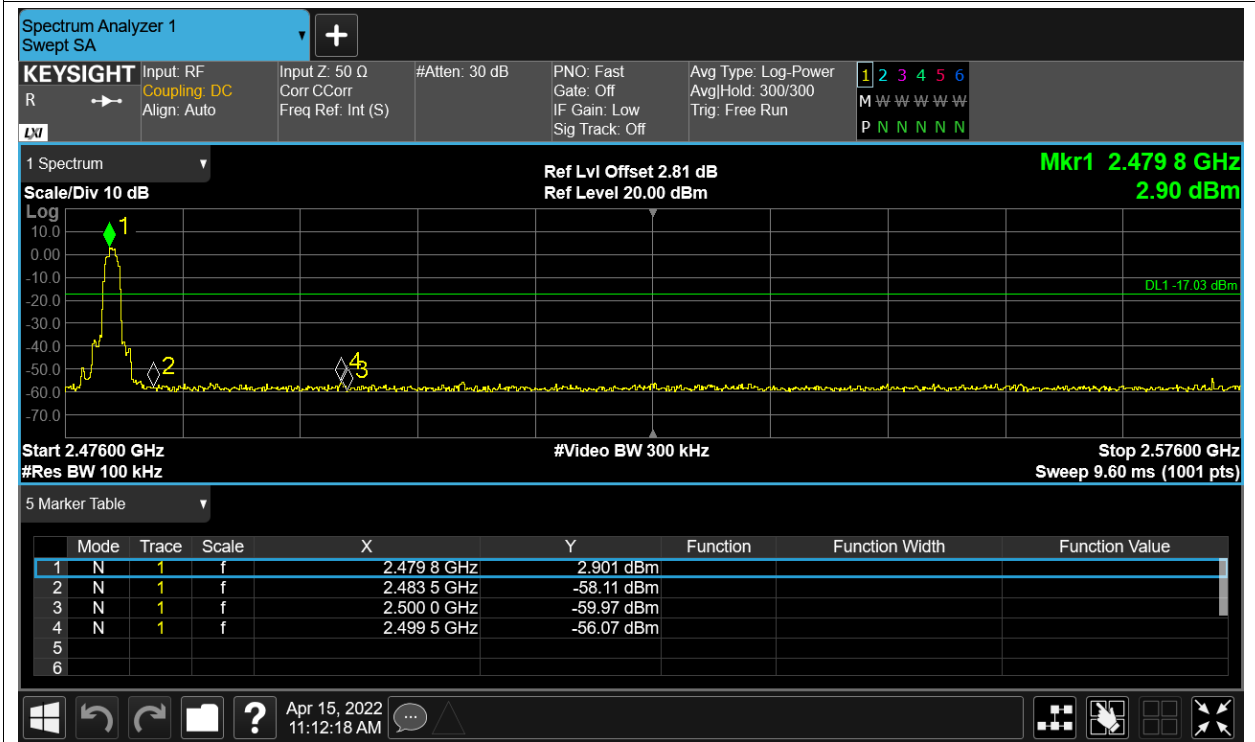 Spectrum Analyzer 1
Swept SA
KEYSIGHT Input: RF Input Z: 50 Ω #Atten: 30 dB PNO: Fast Avg Type: Log-Power 1 2 3 4 5 6
R Coupling: DC Corr CCorr Gate: Off Avg|Hold: 300/300 M W W W W W
Align: Auto Freq Ref: Int (S) IF Gain: Low Trig: Free Run
LXI Sig Track: Off P N N N N N
1 Spectrum Ref Lvl Offset 2.81 dB Mkr1 2.479 8 GHz
Scale/Div 10 dB Ref Level 20.00 dBm 2.90 dBm
Log
1
10.0
0.00
-10.0
DL1 -17.03 dBm
-20.0
-30.0
-40.0
2 4 3
-50.0
-60.0
-70.0
Start 2.47600 GHz #Video BW 300 kHz Stop 2.57600 GHz
#Res BW 100 kHz Sweep 9.60 ms (1001 pts)
5 Marker Table
Mode Trace Scale X Y Function Function Width Function Value
1 N 1 f 2.479 8 GHz 2.901 dBm
2 N 1 f 2.483 5 GHz -58.11 dBm
3 N 1 f 2.500 0 GHz -59.97 dBm
4 N 1 f 2.499 5 GHz -56.07 dBm
5
6
? Apr 15, 2022
11:12:18 AM